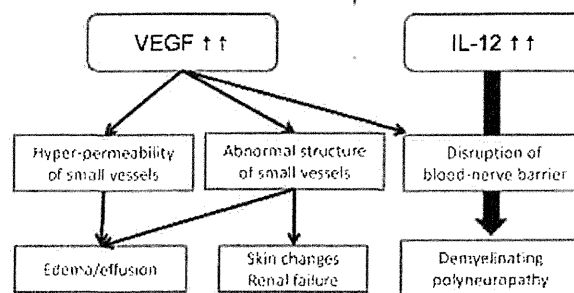 VEGF ↑↑
IL-12 ↑↑
Hyper-permeability
of small vessels
Abnormal structure
of small vessels
Disruption of
blood-nerve barrier
Edema/effusion
Skin changes
Renal failure
Demyelinating
polyneuropathy